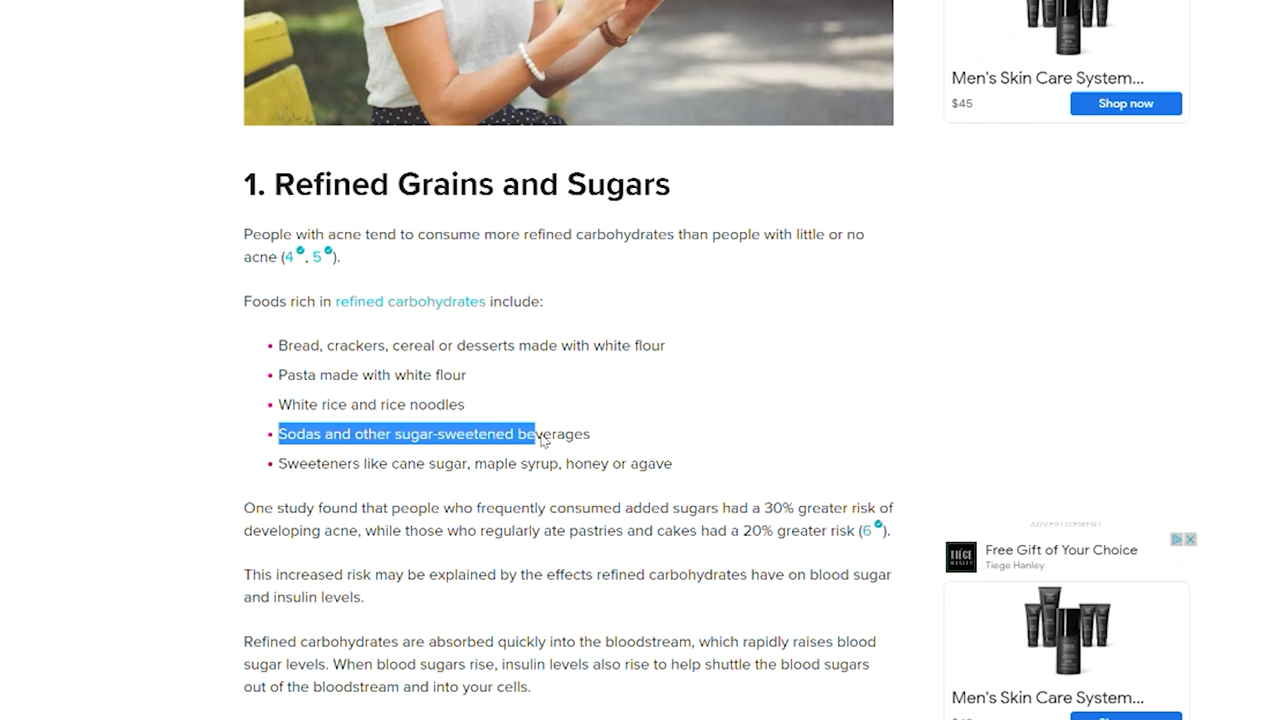 Men's Skin Care System...
$45
Shop now
1. Refined Grains and Sugars
People with acne tend to consume more refined carbohydrates than people with little or no
acne (4, 5).
Foods rich in refined carbohydrates include:
• Bread, crackers, cereal or desserts made with white flour
• Pasta made with white flour
• White rice and rice noodles
• Sodas and other sugar-sweetened beverages
• Sweeteners like cane sugar, maple syrup, honey or agave
One study found that people who frequently consumed added sugars had a 30% greater risk of
developing acne, while those who regularly ate pastries and cakes had a 20% greater risk (6).
This increased risk may be explained by the effects refined carbohydrates have on blood sugar
and insulin levels.
Refined carbohydrates are absorbed quickly into the bloodstream, which rapidly raises blood
sugar levels. When blood sugars rise, insulin levels also rise to help shuttle the blood sugars
out of the bloodstream and into your cells.
ADVERTISEMENT
TIEGE
HANLEY
Free Gift of Your Choice
Tiege Hanley
Men's Skin Care System...